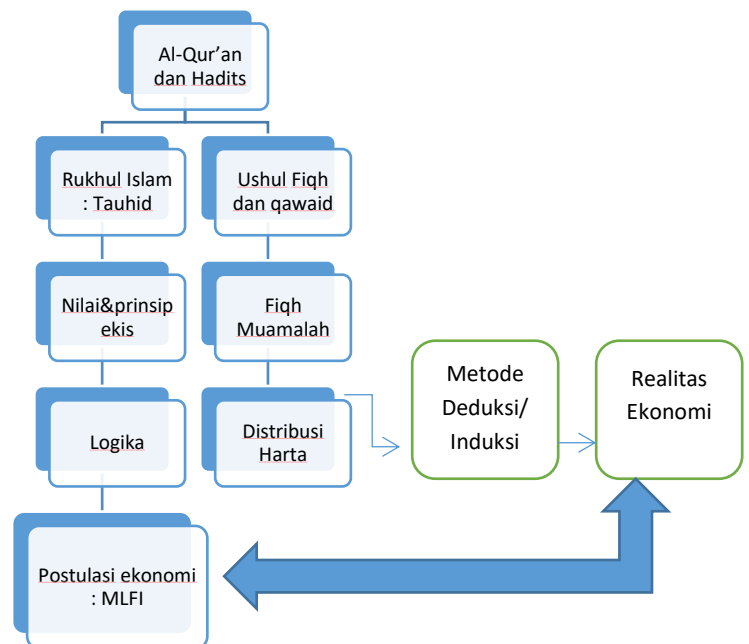 Al-Qur’an
dan Hadits
Rukhul Islam
: Tauhid
Ushul Fiqh
dan qawaid
Nilai&prinsip
ekis
Fiqh
Muamalah
Logika
Distribusi
Harta
Metode
Deduksi/
Induksi
Realitas
Ekonomi
Postulasi ekonomi
: MLFI